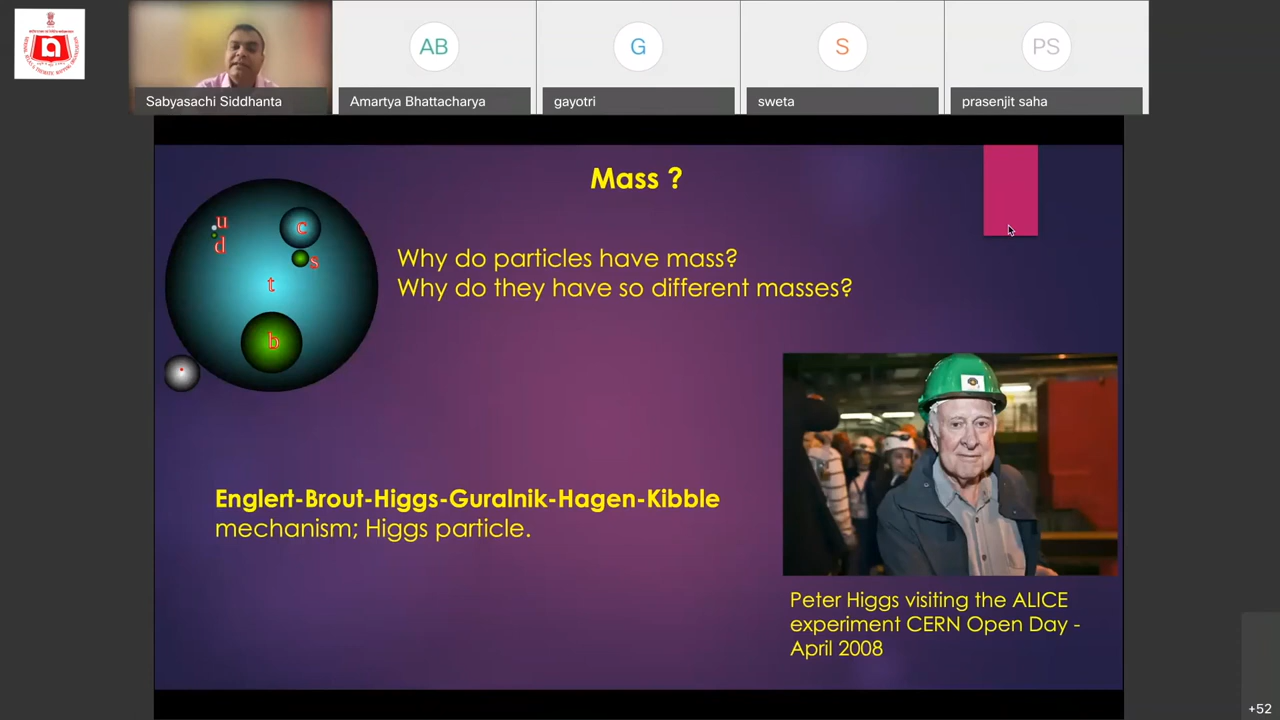 AB
G
S
PS
Sabyasachi Siddhanta
Amartya Bhattacharya
gayotri
sweta
prasenjit saha
Mass ?
u
c
d
s
t
b
Why do particles have mass?
Why do they have so different masses?
Englert-Brout-Higgs-Guralnik-Hagen-Kibble
mechanism; Higgs particle.
Peter Higgs visiting the ALICE
experiment CERN Open Day -
April 2008
+52